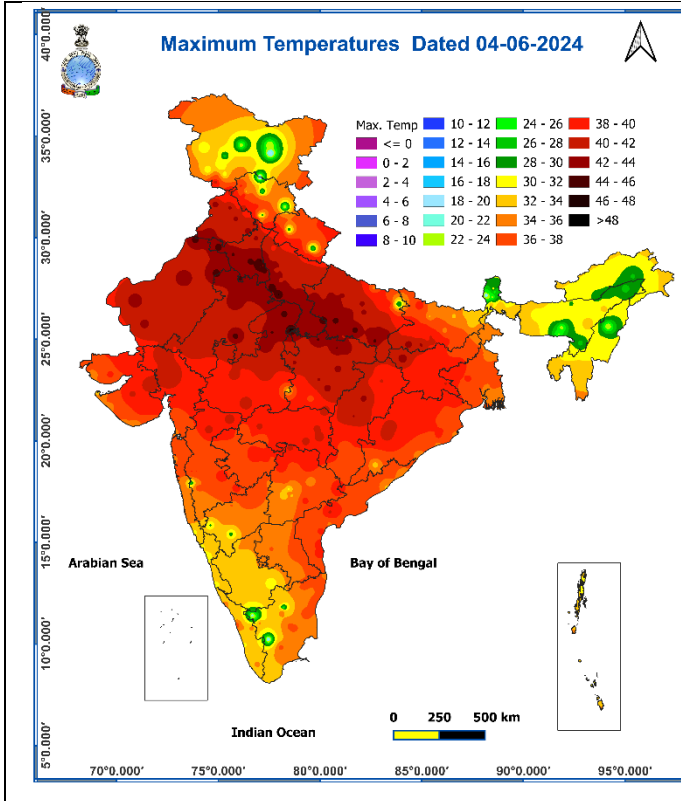 Maximum Temperatures Dated 04-06-2024
Max. Temp
<= 0
0 - 2
2 - 4
4 - 6
6 - 8
8 - 10
10 - 12
12 - 14
14 - 16
16 - 18
18 - 20
20 - 22
22 - 24
24 - 26
26 - 28
28 - 30
30 - 32
32 - 34
34 - 36
36 - 38
38 - 40
40 - 42
42 - 44
44 - 46
46 - 48
>48
40°0.000'
35°0.000'
30°0.000'
25°0.000'
20°0.000'
15°0.000'
10°0.000'
5°0.000'
Arabian Sea
Bay of Bengal
Indian Ocean
0 250 500 km
70°0.000' 75°0.000' 80°0.000' 85°0.000' 90°0.000' 95°0.000'